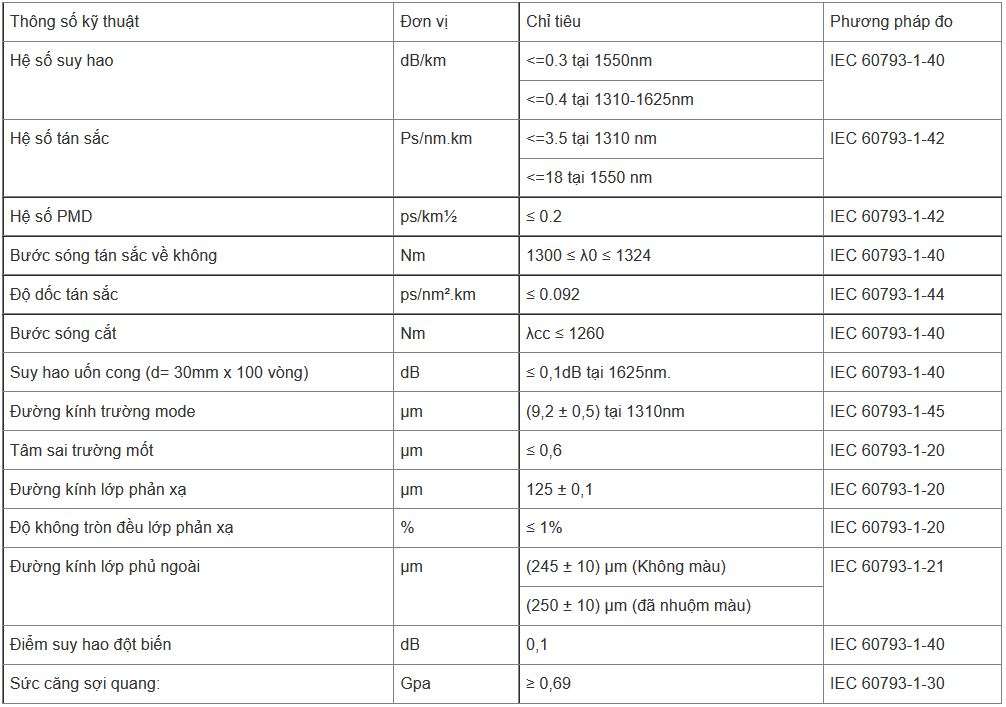 Thông số kỹ thuật Đơn vị Chỉ tiêu Phương pháp đo
Hệ số suy hao dB/km <=0.3 tại 1550nm IEC 60793-1-40
<=0.4 tại 1310-1625nm
Hệ số tán sắc Ps/nm.km <=3.5 tại 1310 nm IEC 60793-1-42
<=18 tại 1550 nm
Hệ số PMD ps/km½ ≤ 0.2 IEC 60793-1-42
Bước sóng tán sắc về không Nm 1300 ≤ λ0 ≤ 1324 IEC 60793-1-40
Độ dốc tán sắc ps/nm².km ≤ 0.092 IEC 60793-1-44
Bước sóng cắt Nm λcc ≤ 1260 IEC 60793-1-40
Suy hao uốn cong (d= 30mm x 100 vòng) dB ≤ 0,1dB tại 1625nm. IEC 60793-1-40
Đường kính trường mode µm (9,2 ± 0,5) tại 1310nm IEC 60793-1-45
Tâm sai trường mốt µm ≤ 0,6 IEC 60793-1-20
Đường kính lớp phản xạ µm 125 ± 0,1 IEC 60793-1-20
Độ không tròn đều lớp phản xạ % ≤ 1% IEC 60793-1-20
Đường kính lớp phủ ngoài µm (245 ± 10) µm (Không màu) IEC 60793-1-21
(250 ± 10) µm (đã nhuộm màu)
Điểm suy hao đột biến dB 0,1 IEC 60793-1-40
Sức căng sợi quang: Gpa ≥ 0,69 IEC 60793-1-30